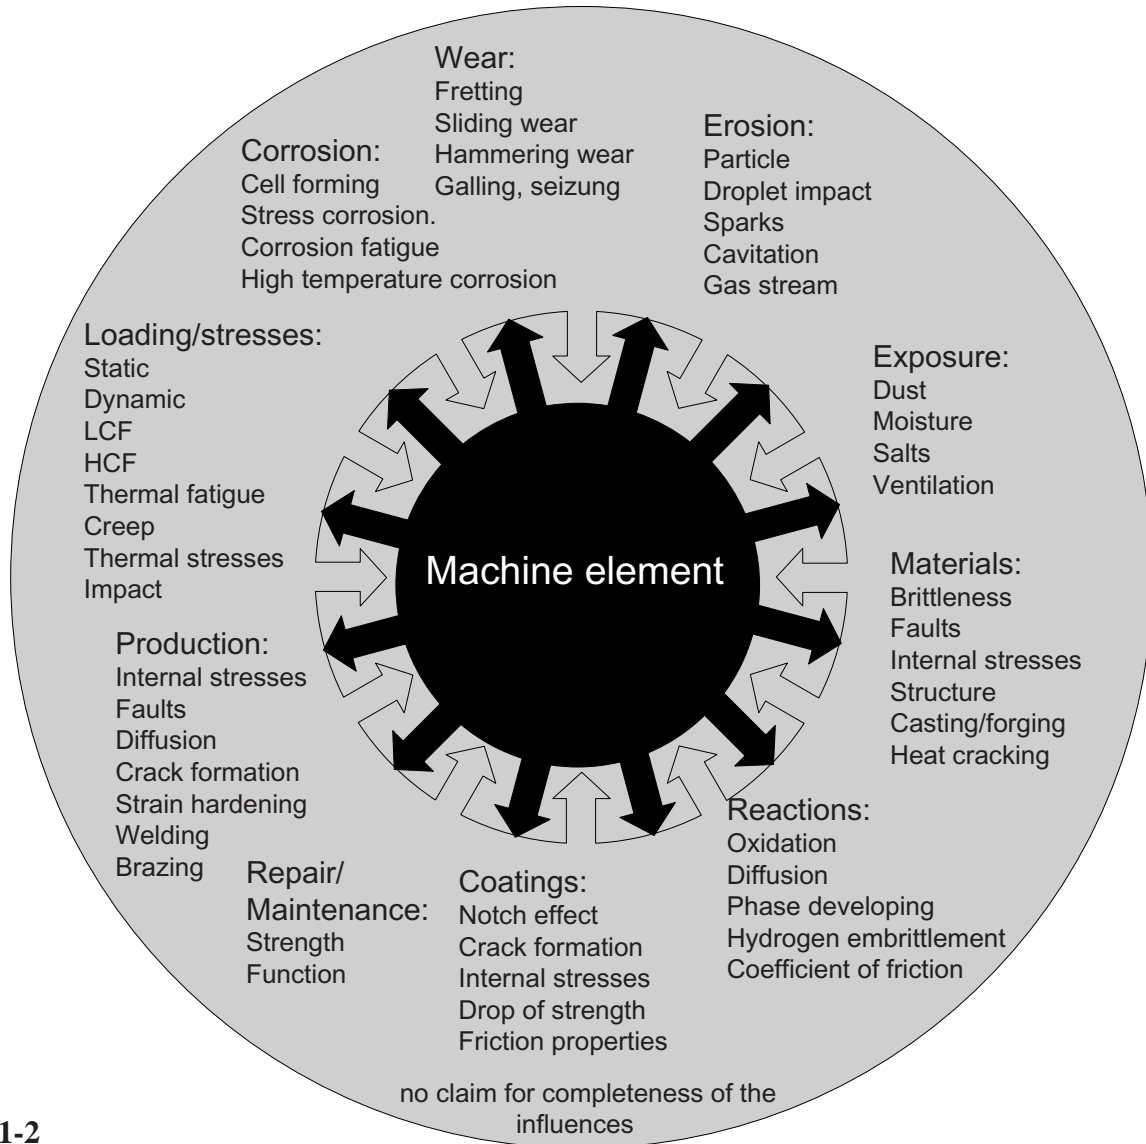 Wear:
Fretting
Sliding wear
Hammering wear
Galling, seizung
Erosion:
Particle
Droplet impact
Sparks
Cavitation
Gas stream
Corrosion:
Cell forming
Stress corrosion.
Corrosion fatigue
High temperature corrosion
Loading/stresses:
Static
Dynamic
LCF
HCF
Thermal fatigue
Creep
Thermal stresses
Impact
Exposure:
Dust
Moisture
Salts
Ventilation
Machine element
Materials:
Brittleness
Faults
Internal stresses
Structure
Casting/forging
Heat cracking
Production:
Internal stresses
Faults
Diffusion
Crack formation
Strain hardening
Welding
Brazing
Repair/
Maintenance:
Strength
Function
Coatings:
Notch effect
Crack formation
Internal stresses
Drop of strength
Friction properties
Reactions:
Oxidation
Diffusion
Phase developing
Hydrogen embrittlement
Coefficient of friction
no claim for completeness of the
influences
1-2